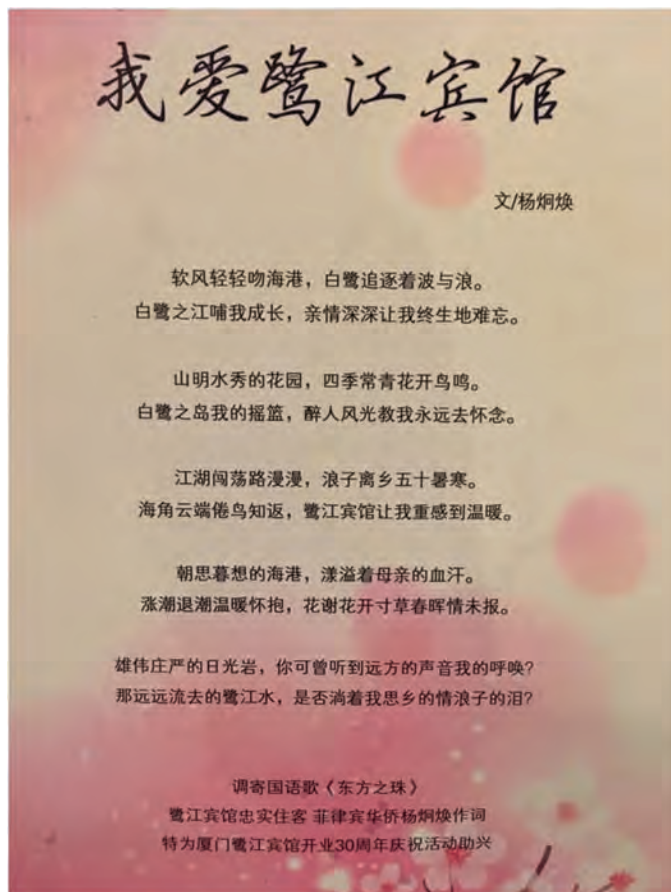 我爱鹭江宾馆
文/杨炯焕
软风轻轻吻海港，白鹭追逐着波与浪。
白鹭之江哺我成长，亲情深深让我终生地难忘。
山明水秀的花园，四季常青花开鸟鸣。
白鹭之岛我的摇篮，醉人风光教我永远去怀念。
江湖闯荡路漫漫，浪子离乡五十暑寒。
海角云端倦鸟知返，鹭江宾馆让我重感到温暖。
朝思暮想的海港，漾溢着母亲的血汗。
涨潮退潮温暖怀抱，花谢花开寸草春晖情未报。
雄伟庄严的日光岩，你可曾听到远方的声音我的呼唤？
那远远流去的鹭江水，是否淌着我思乡的情浪子的泪？
调寄国语歌《东方之珠》
鹭江宾馆忠实住客 菲律宾华侨杨炯焕作词
特为厦门鹭江宾馆开业30周年庆祝活动助兴